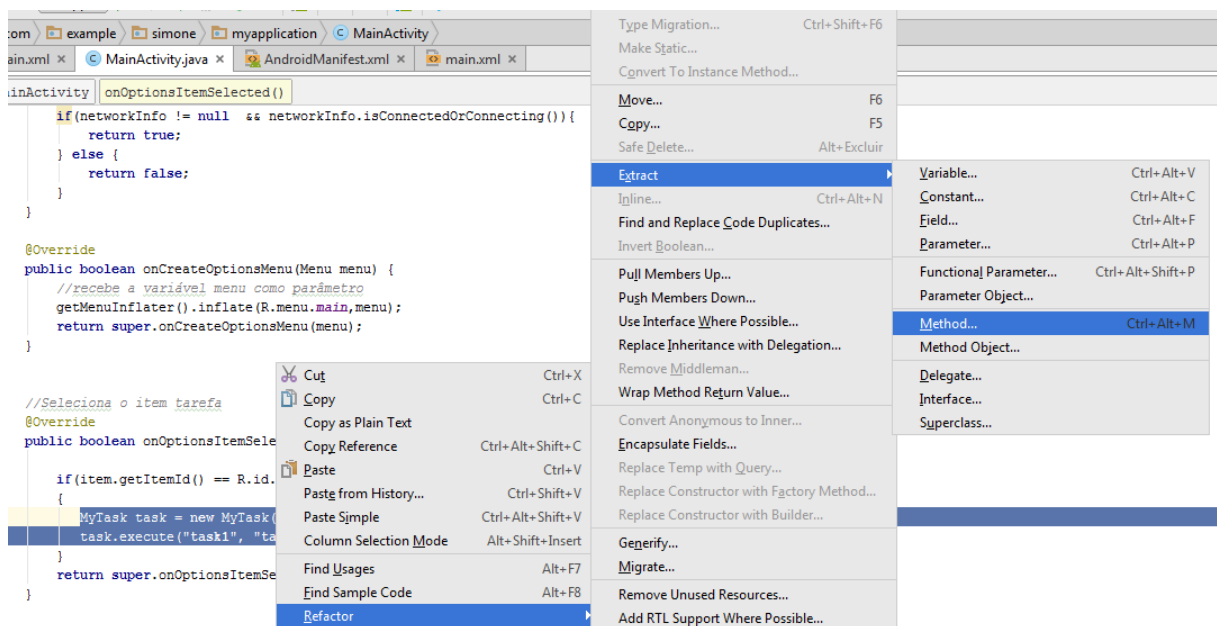 com example simone myapplication MainActivity
ain.xml MainActivity.java AndroidManifest.xml main.xml
ainActivity onOptionsItemSelected()
if(networkInfo != null && networkInfo.isConnectedOrConnecting()){
return true;
} else {
return false;
}
}
@Override
public boolean onCreateOptionsMenu(Menu menu) {
//recebe a variável menu como parâmetro
getMenuInflater().inflate(R.menu.main,menu);
return super.onCreateOptionsMenu(menu);
}
//Seleciona o item tarefa
@Override
public boolean onOptionsItemSele
if(item.getItemId() == R.id.
{
MyTask task = new MyTask(
task.execute("task1", "ta
}
return super.onOptionsItemSe
}
Cut Ctrl+X
Copy Ctrl+C
Copy as Plain Text
Copy Reference Ctrl+Alt+Shift+C
Paste Ctrl+V
Paste from History... Ctrl+Shift+V
Paste Simple Ctrl+Alt+Shift+V
Column Selection Mode Alt+Shift+Insert
Find Usages Alt+F7
Find Sample Code Alt+F8
Refactor
Type Migration... Ctrl+Shift+F6
Make Static...
Convert To Instance Method...
Move... F6
Copy... F5
Safe Delete... Alt+Excluir
Extract
Inline... Ctrl+Alt+N
Find and Replace Code Duplicates...
Invert Boolean...
Pull Members Up...
Push Members Down...
Use Interface Where Possible...
Replace Inheritance with Delegation...
Remove Middleman...
Wrap Method Return Value...
Convert Anonymous to Inner...
Encapsulate Fields...
Replace Temp with Query...
Replace Constructor with Factory Method...
Replace Constructor with Builder...
Generify...
Migrate...
Remove Unused Resources...
Add RTL Support Where Possible...
Variable... Ctrl+Alt+V
Constant... Ctrl+Alt+C
Field... Ctrl+Alt+F
Parameter... Ctrl+Alt+P
Functional Parameter... Ctrl+Alt+Shift+P
Parameter Object...
Method... Ctrl+Alt+M
Method Object...
Delegate...
Interface...
Superclass...